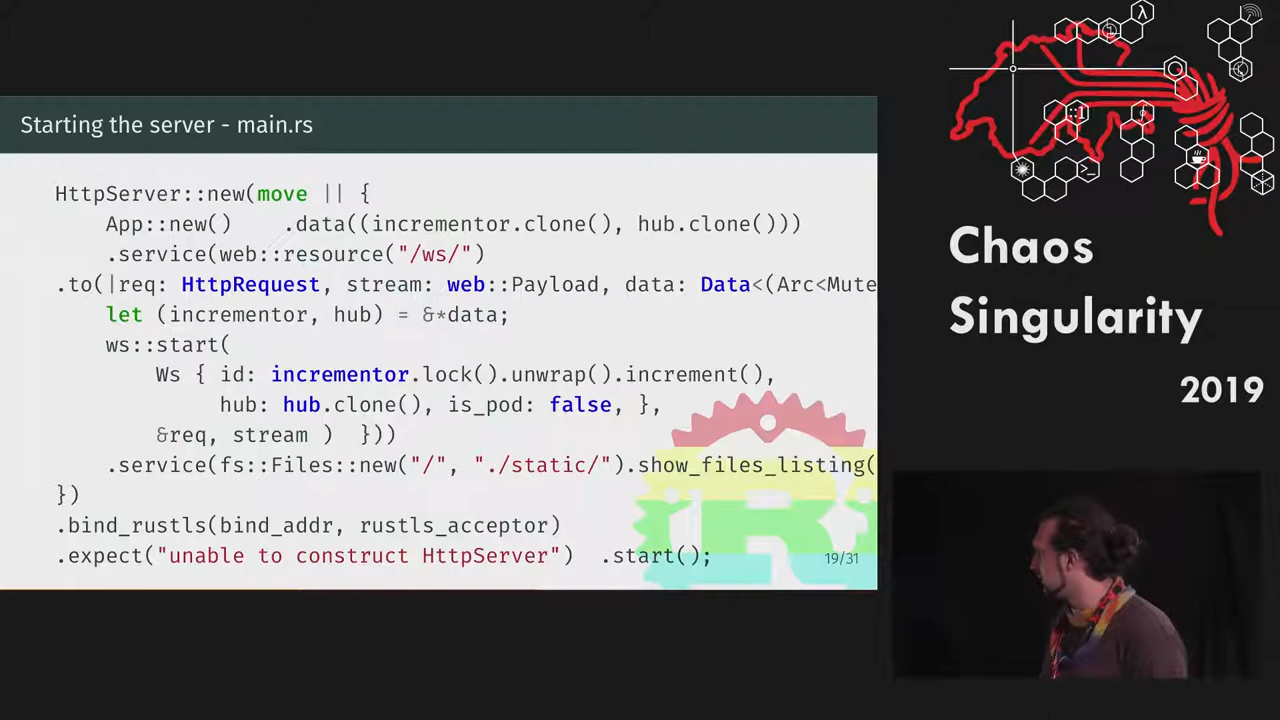 Starting the server - main.rs
HttpServer::new(move || {
App::new() .data((incrementor.clone(), hub.clone()))
.service(web::resource("/ws/")
.to(|req: HttpRequest, stream: web::Payload, data: Data<(Arc<Mute
let (incrementor, hub) = &*data;
ws::start(
Ws { id: incrementor.lock().unwrap().increment(),
hub: hub.clone(), is_pod: false, },
&req, stream ) }))
.service(fs::Files::new("/", "./static/").show_files_listing(
})
.bind_rustls(bind_addr, rustls_acceptor)
.expect("unable to construct HttpServer") .start();
19/31
λ
::1
>_
Chaos
Singularity
2019